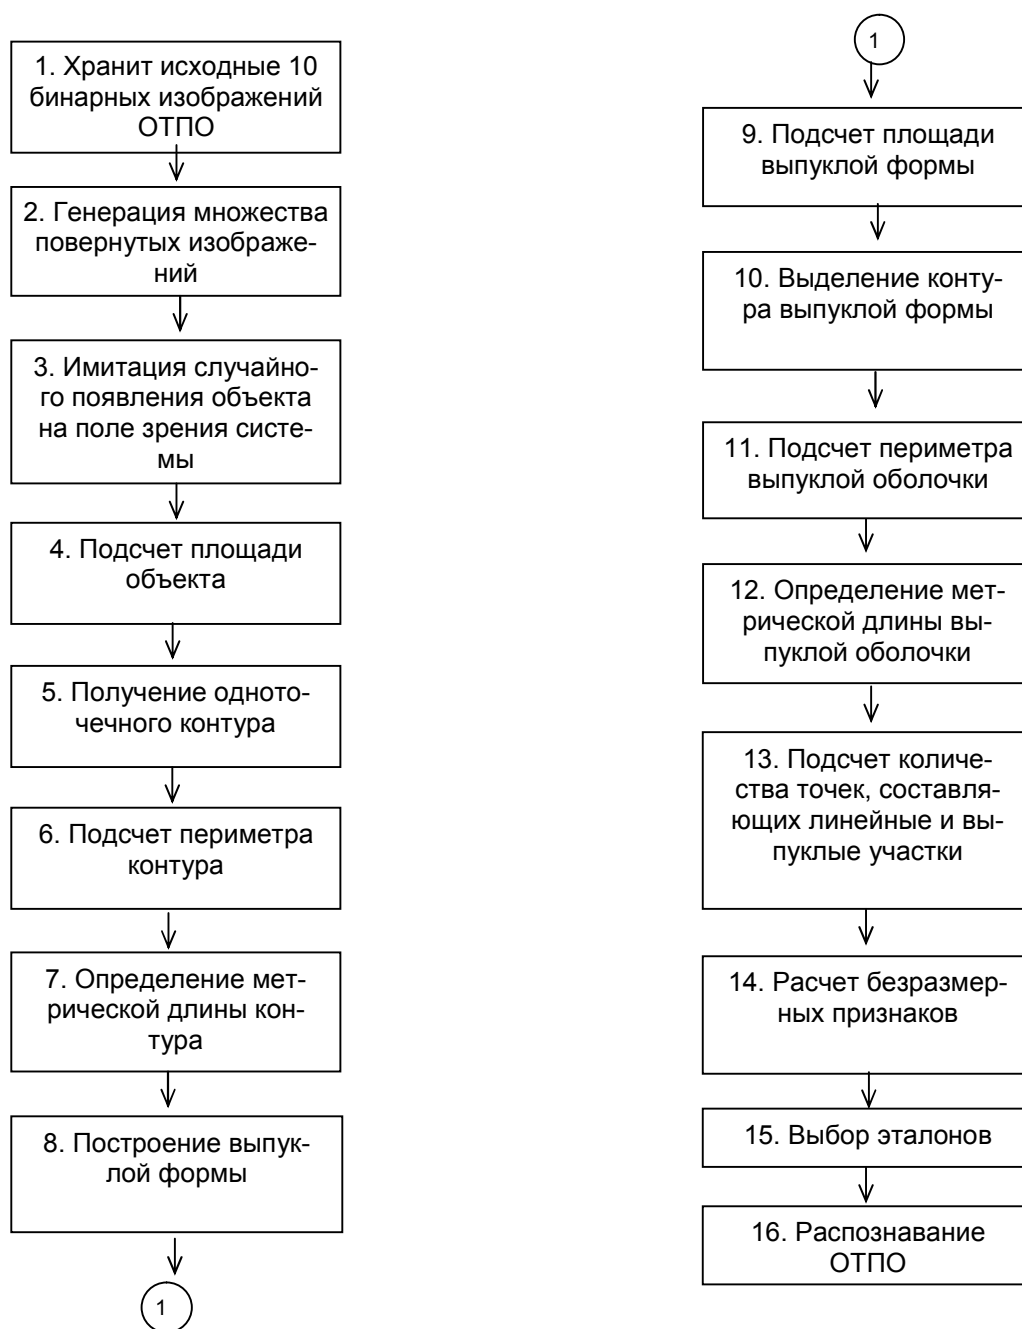 1. Хранит исходные 10
бинарных изображений
ОТПО
2. Генерация множества
повернутых изображе-
ний
3. Имитация случайно-
го появления объекта
на поле зрения систе-
мы
4. Подсчет площади
объекта
5. Получение одното-
чечного контура
6. Подсчет периметра
контура
7. Определение мет-
рической длины кон-
тура
8. Построение выпук-
лой формы
1
1
9. Подсчет площади
выпуклой формы
10. Выделение конту-
ра выпуклой формы
11. Подсчет периметра
выпуклой оболочки
12. Определение мет-
рической длины вы-
пуклой оболочки
13. Подсчет количе-
ства точек, составля-
ющих линейные и вы-
пуклые участки
14. Расчет безразмер-
ных признаков
15. Выбор эталонов
16. Распознавание
ОТПО